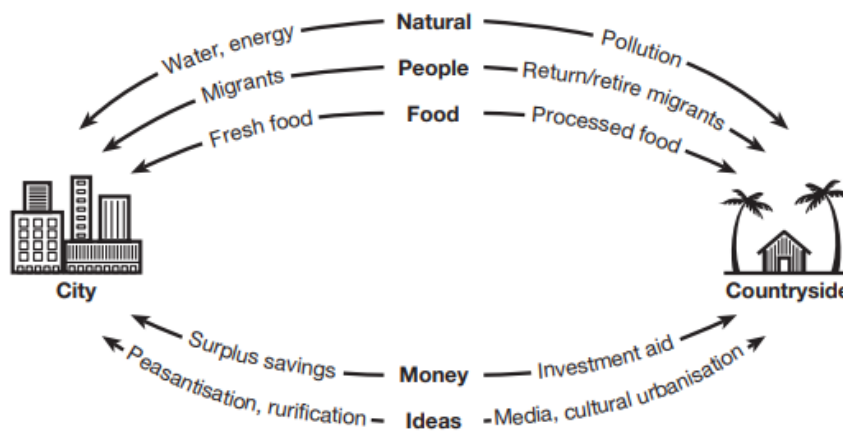 Natural
Water, energy
Pollution
People
Migrants
Return/retire migrants
Food
Fresh food
Processed food
City
Countryside
Surplus savings
Money
Investment aid
Peasantisation, rurification
Ideas
Media, cultural urbanisation